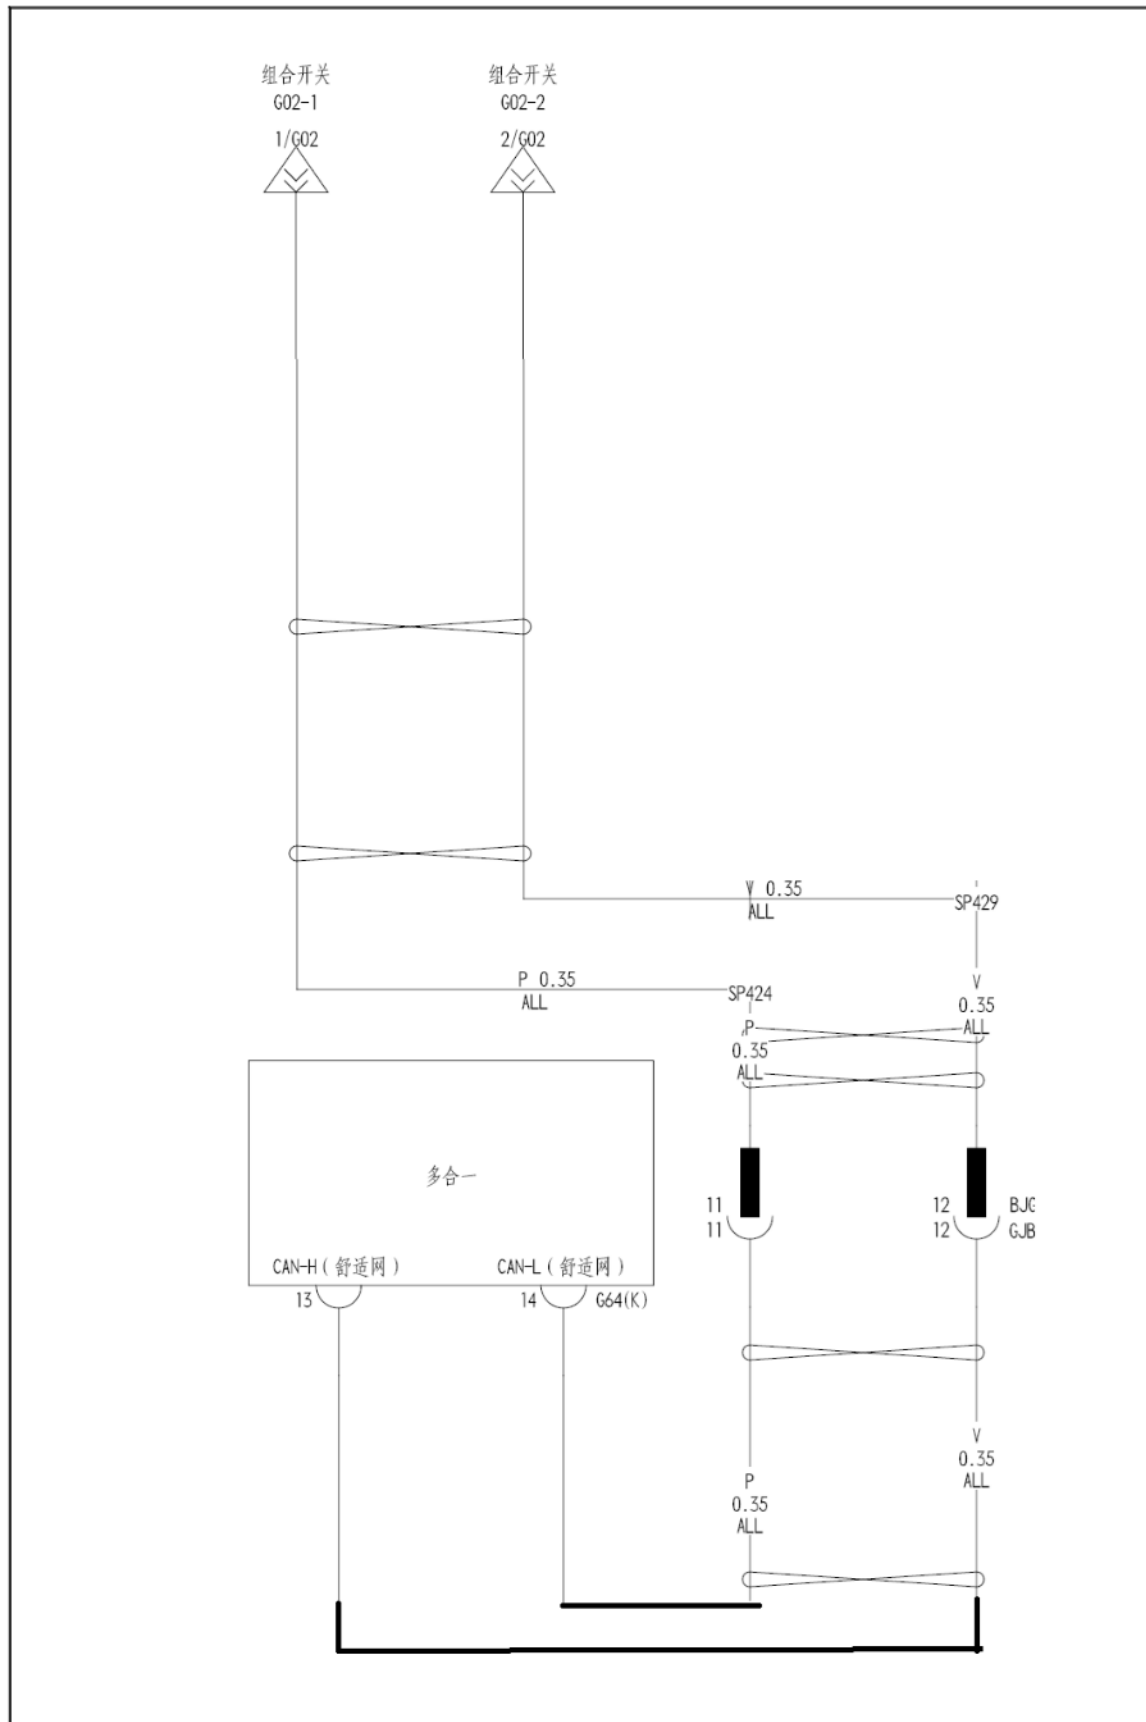 组合开关
G02-1
1/G02
组合开关
G02-2
2/G02
V 0.35
ALL
SP429
P 0.35
ALL
SP424
V
0.35
ALL
P
0.35
ALL
多合一
11
11
12
12
BJG
GJB
CAN-H(舒适网)
CAN-L(舒适网)
13
14
G64(K)
V
0.35
ALL
P
0.35
ALL